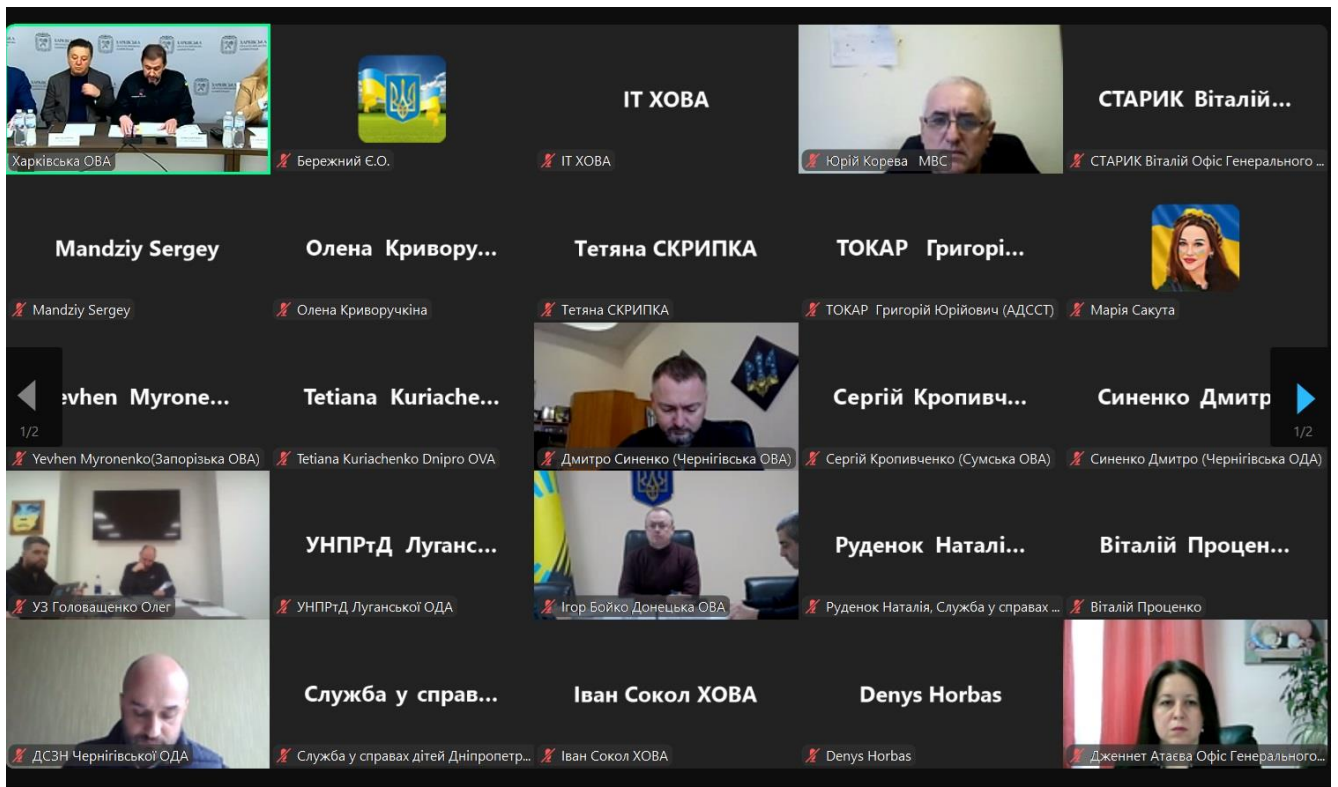 Харківська ОВА
Бережний Є.О.
ІТ ХОВА
ІТ ХОВА
Юрій Корева МВС
СТАРИК Віталій...
СТАРИК Віталій Офіс Генерального ...
Mandziy Sergey
Mandziy Sergey
Олена Кривору...
Олена Криворучкіна
Тетяна СКРИПКА
Тетяна СКРИПКА
ТОКАР Григорі...
ТОКАР Григорій Юрійович (АДССТ)
Марія Сакута
1/2
evhen Myrone...
Yevhen Myronenko(Запорізька ОВА)
Tetiana Kuriache...
Tetiana Kuriachenko Dnipro OVA
Дмитро Синенко (Чернігівська ОВА)
Сергій Кропивч...
Сергій Кропивченко (Сумська ОВА)
Синенко Дмитр
Синенко Дмитро (Чернігівська ОДА)
1/2
УЗ Головащенко Олег
УНПРтД Луганс...
УНПРтД Луганської ОДА
Ігор Бойко Донецька ОВА
Руденок Наталі...
Руденок Наталія, Служба у справах ...
Віталій Процен...
Віталій Проценко
ДСЗН Чернігівської ОДА
Служба у справ...
Служба у справах дітей Дніпропетр...
Іван Сокол ХОВА
Іван Сокол ХОВА
Denys Horbas
Denys Horbas
Дженнет Атаєва Офіс Генерального...